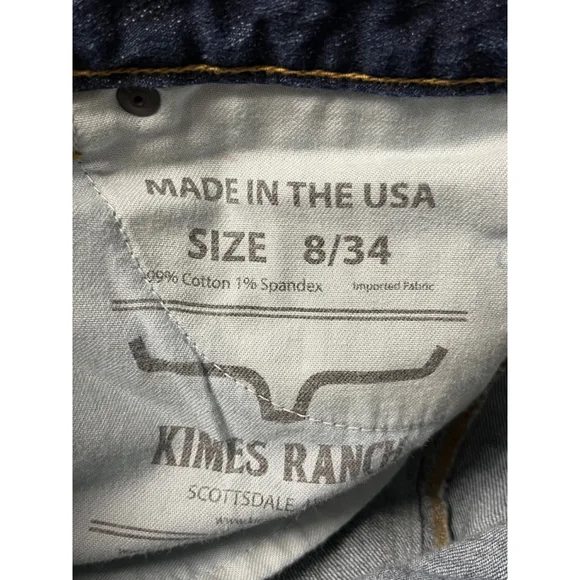 MADE IN THE USA
SIZE 8/34
99% Cotton 1% Spandex Imported Fabric
KIMES RANCH
SCOTTSDALE,